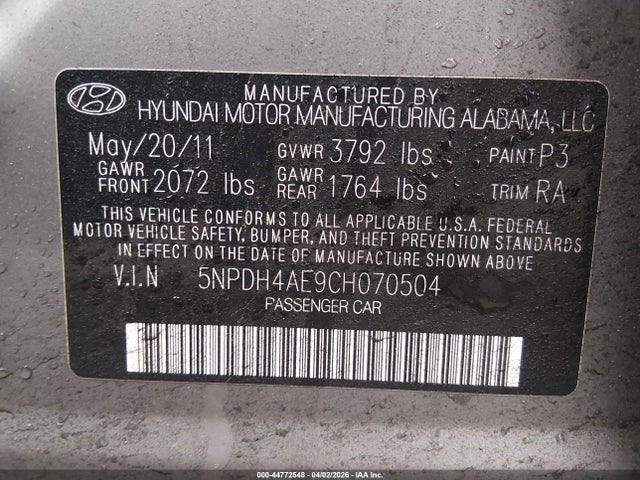 MANUFACTURED BY
HYUNDAI MOTOR MANUFACTURING ALABAMA, LLC
May/20/11 GVWR 3792 lbs PAINT P3
GAWR FRONT 2072 lbs GAWR REAR 1764 lbs TRIM RA
THIS VEHICLE CONFORMS TO ALL APPLICABLE U.S.A. FEDERAL
MOTOR VEHICLE SAFETY, BUMPER, AND THEFT PREVENTION STANDARDS
IN EFFECT ON THE DATE OF MANUFACTURE SHOWN ABOVE.
V.I.N 5NPDH4AE9CH070504
PASSENGER CAR
000-44772548 - 04/02/2026 - IAA Inc.